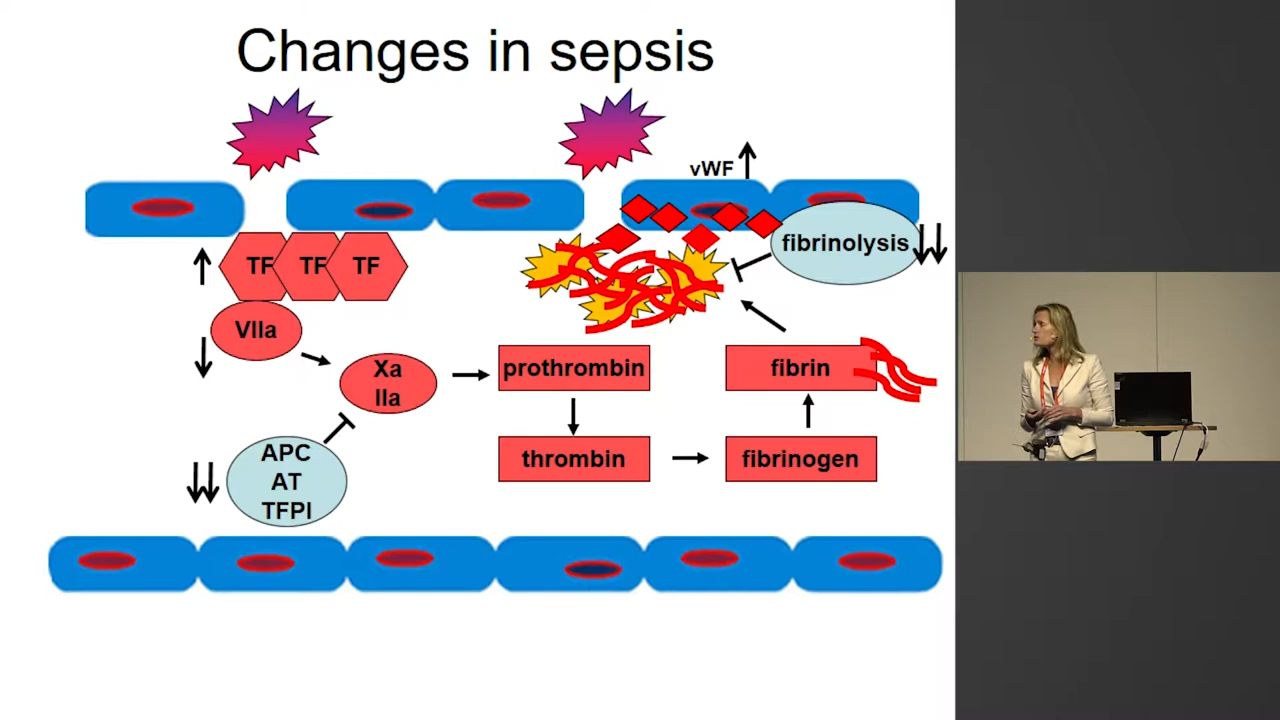 Changes in sepsis
vWF
fibrinolysis
TF TF TF
VIIa
Xa
IIa
prothrombin
fibrin
APC
AT
TFPI
thrombin
fibrinogen